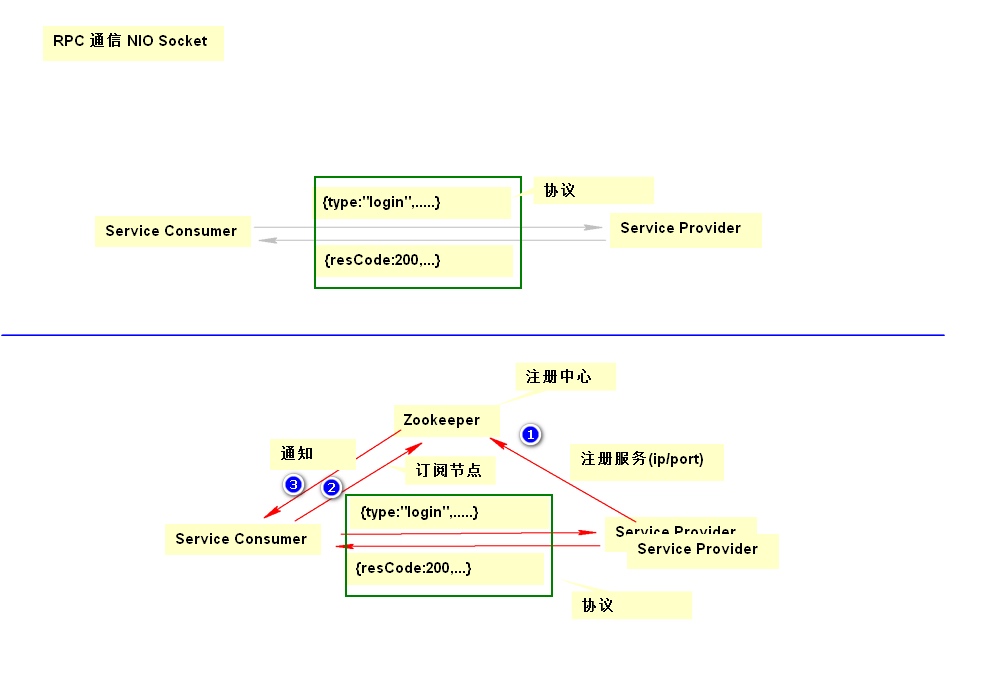 RPC 通信 NIO Socket
{type:"login",.....}
协议
Service Consumer
Service Provider
{resCode:200,...}
注册中心
Zookeeper
1
通知
注册服务(ip/port)
订阅节点
3
2
{type:"login",.....}
Service Provider
Service Consumer
Service Provider
{resCode:200,...}
协议